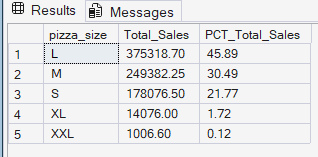 Results Messages
pizza_size Total_Sales PCT_Total_Sales
1 L 375318.70 45.89
2 M 249382.25 30.49
3 S 178076.50 21.77
4 XL 14076.00 1.72
5 XXL 1006.60 0.12